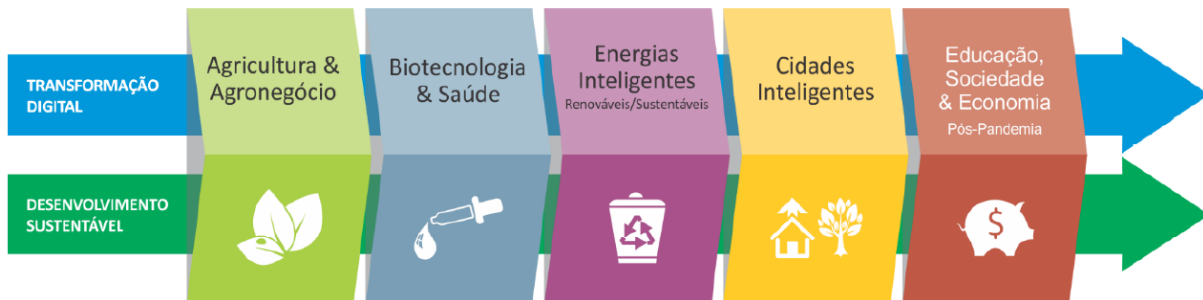 TRANSFORMAÇÃO
DIGITAL
Agricultura &
Agronegócio
Biotecnologia
& Saúde
Energias
Inteligentes
Renováveis/Sustentáveis
Cidades
Inteligentes
Educação,
Sociedade
& Economia
Pós-Pandemia
DESENVOLVIMENTO
SUSTENTÁVEL
$